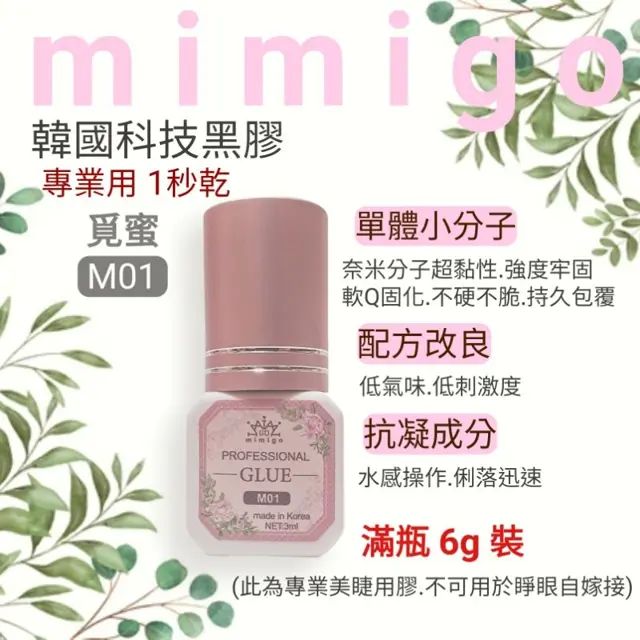 mimigo
韓國科技黑膠
專業用 1秒乾
覓蜜
M01
單體小分子
奈米分子超黏性.強度牢固
軟Q固化.不硬不脆.持久包覆
配方改良
低氣味.低刺激度
抗凝成分
水感操作.俐落迅速
mimigo
PROFESSIONAL
GLUE
M01
made in Korea
NET:3ml
滿瓶 6g 裝
(此為專業美睫用膠.不可用於睜眼自嫁接)